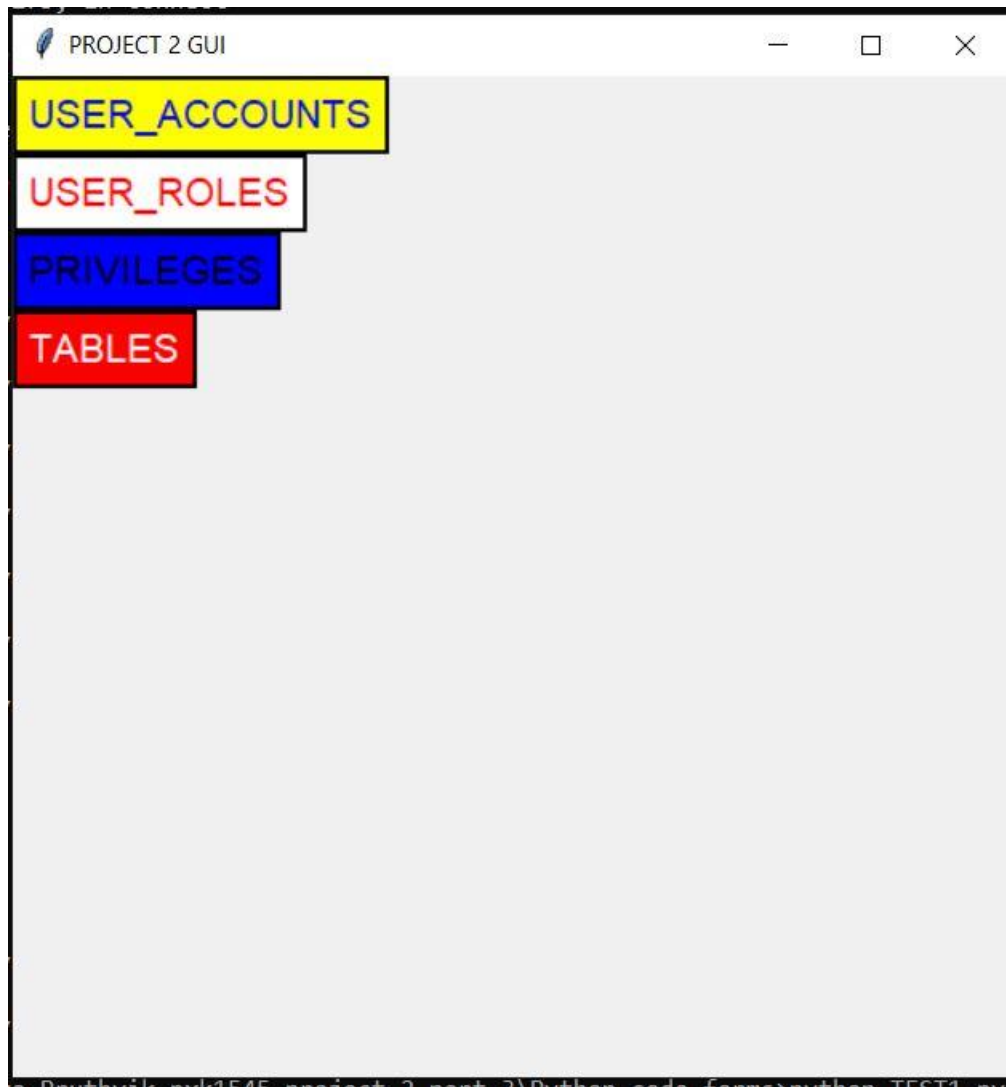 PROJECT 2 GUI
USER_ACCOUNTS
USER_ROLES
PRIVILEGES
TABLES